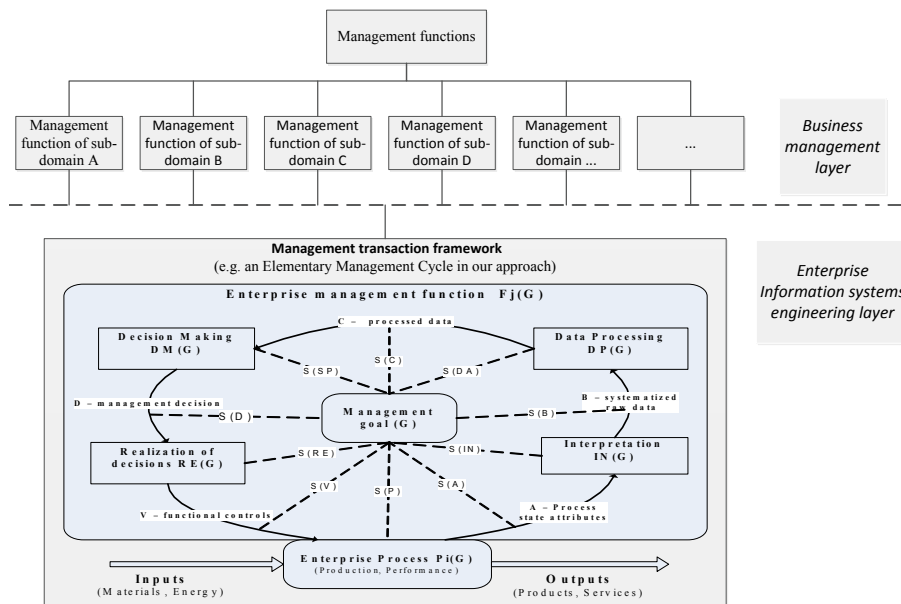 Management functions
Management
function of sub-
domain A
Management
function of sub-
domain B
Management
function of sub-
domain C
Management
function of sub-
domain D
Management
function of sub-
domain ...
...
Business
management
layer
Management transaction framework
(e.g. an Elementary Management Cycle in our approach)
Enterprise
Information systems
engineering layer
Enterprise management function Fj(G)
C – processed data
Decision Making
DM(G)
Data Processing
DP(G)
S(SP)
S(C)
S(DA)
D – management decision
S(D)
Management
goal (G)
S(B)
B – systematized
raw data
Realization of
decisions RE(G)
S(RE)
S(IN)
Interpretation
IN(G)
S(V)
S(P)
S(A)
V – functional controls
A – Process
state attributes
Enterprise Process Pi(G)
(Production, Performance)
Inputs
(Materials, Energy)
Outputs
(Products, Services)